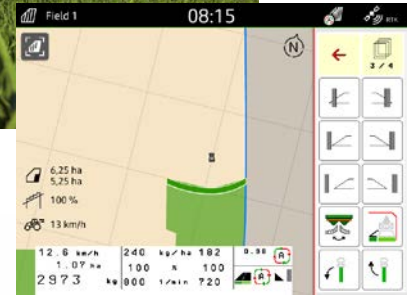 Field 1
08:15
RTK
N
3 / 4
6,25 ha
5,25 ha
100 %
13 km/h
12.6 km/h
1.07 ha
2973 kg
240 kg/ha 182
100 % 100
800 1/min 720
0.00
A
A